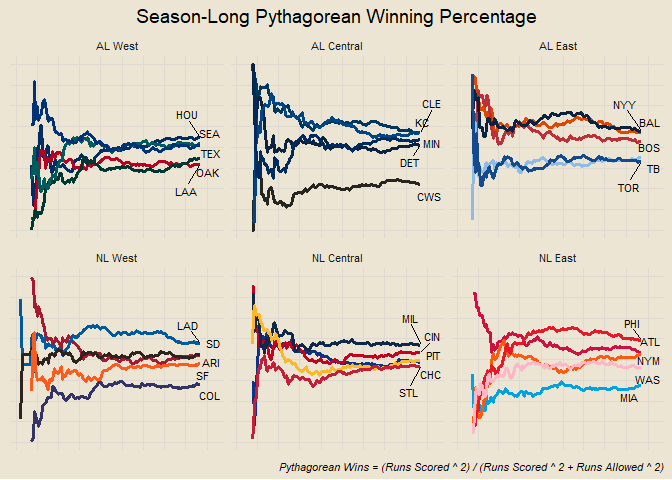 Season-Long Pythagorean Winning Percentage
AL West
AL Central
AL East
HOU
SEA
TEX
OAK
LAA
CLE
KC
MIN
DET
CWS
NYY
BAL
BOS
TB
TOR
NL West
NL Central
NL East
LAD
SD
ARI
SF
COL
MIL
CIN
PIT
CHC
STL
PHI
ATL
NYM
WAS
MIA
Pythagorean Wins = (Runs Scored ^ 2) / (Runs Scored ^ 2 + Runs Allowed ^ 2)